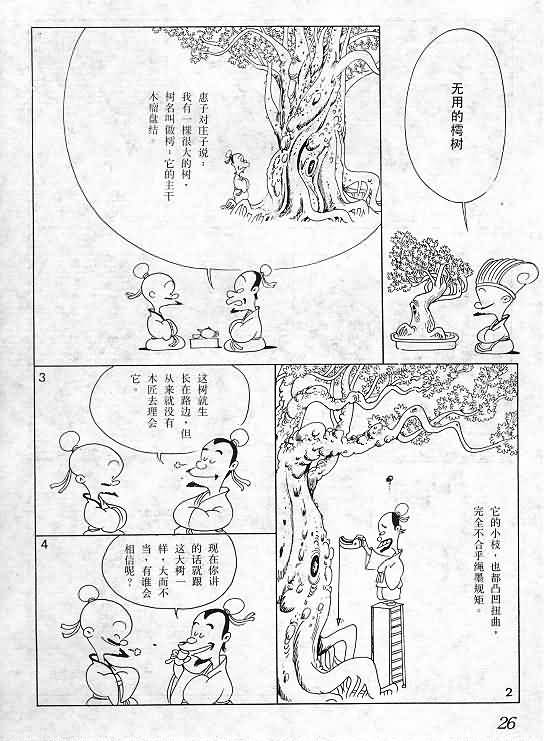 无用的樗树
惠子对庄子说：
我有一棵很大的树，
树名叫做樗；它的主干
木瘤盘结。
它的小枝，也都凸凹扭曲，
完全不合乎绳墨规矩。
2
3
这树就生
长在路边，但
从来就没有
木匠去理会
它。
4
现在你讲
的话就跟
这大树一
样，大而不
当，有谁会
相信呢？
26